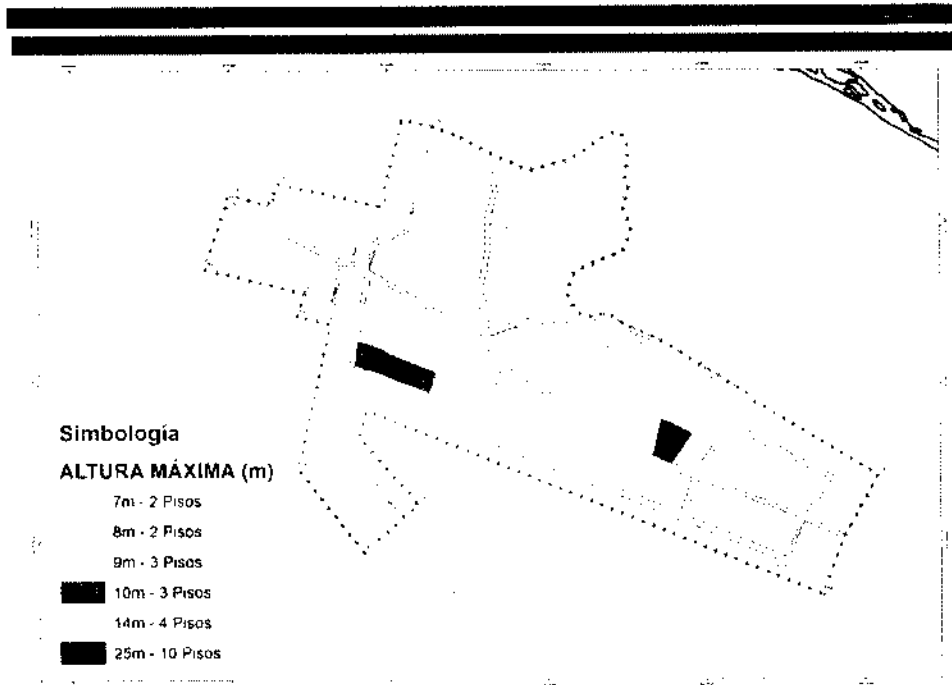 Simbología
ALTURA MÁXIMA (m)
7m - 2 Pisos
8m - 2 Pisos
9m - 3 Pisos
10m - 3 Pisos
14m - 4 Pisos
25m - 10 Pisos